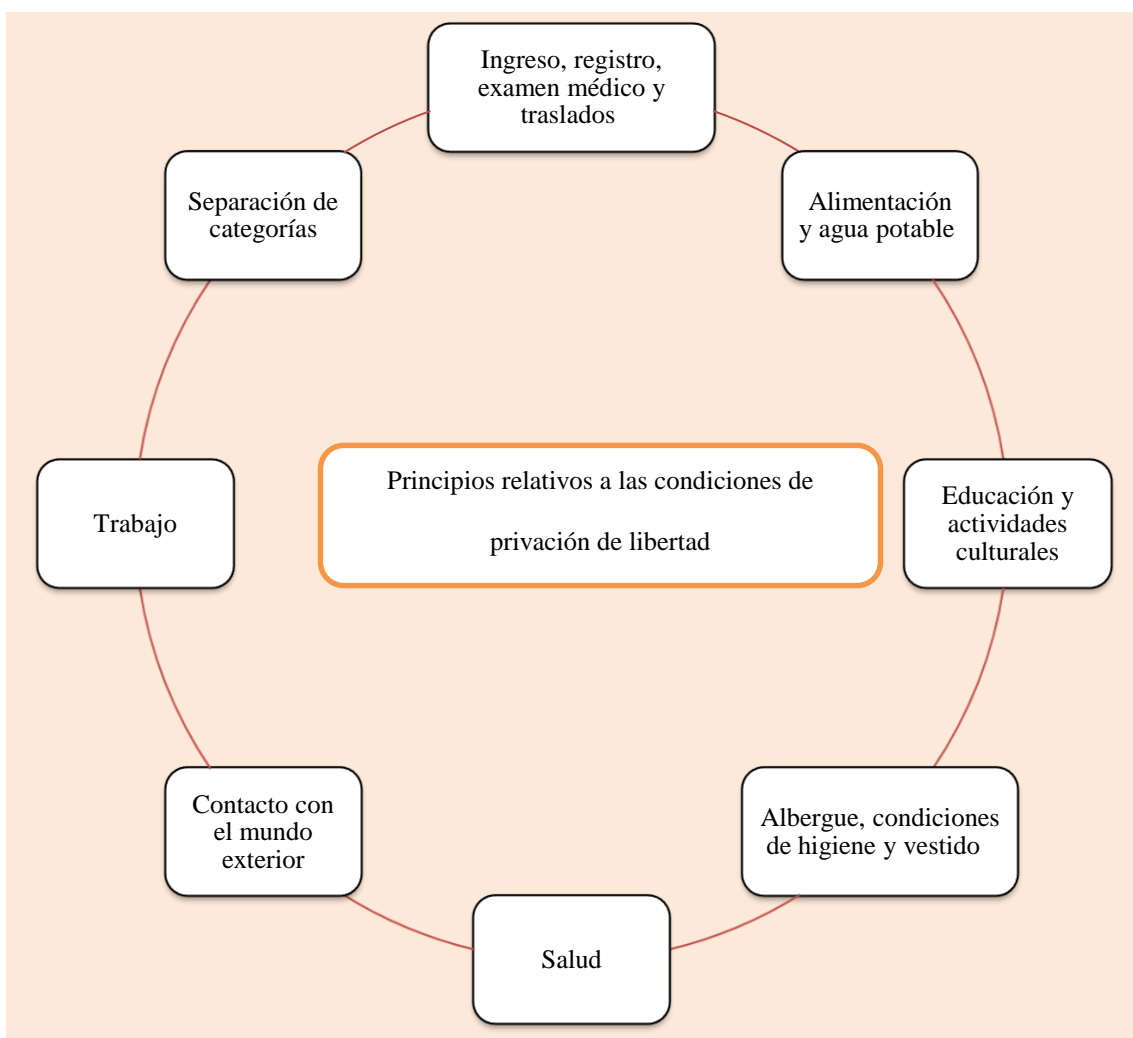 Ingreso, registro,
examen médico y
traslados
Alimentación
y agua potable
Educación y
actividades
culturales
Albergue, condiciones
de higiene y vestido
Salud
Contacto con
el mundo
exterior
Trabajo
Separación de
categorías
Principios relativos a las condiciones de
privación de libertad